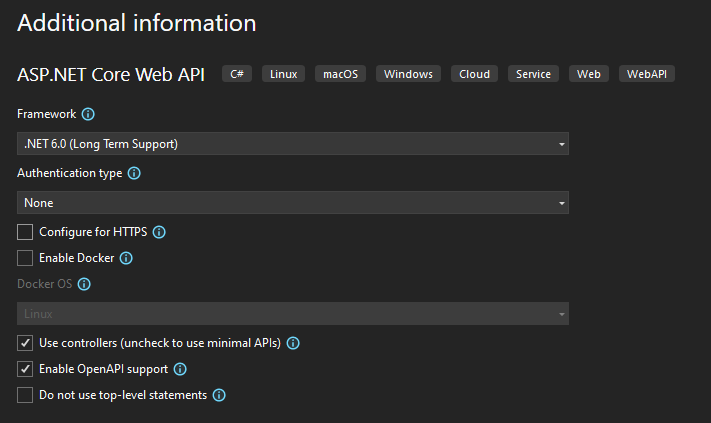 Additional information
ASP.NET Core Web API C# Linux macOS Windows Cloud Service Web WebAPI
Framework
.NET 6.0 (Long Term Support)
Authentication type
None
Configure for HTTPS
Enable Docker
Docker OS
Linux
Use controllers (uncheck to use minimal APIs)
Enable OpenAPI support
Do not use top-level statements